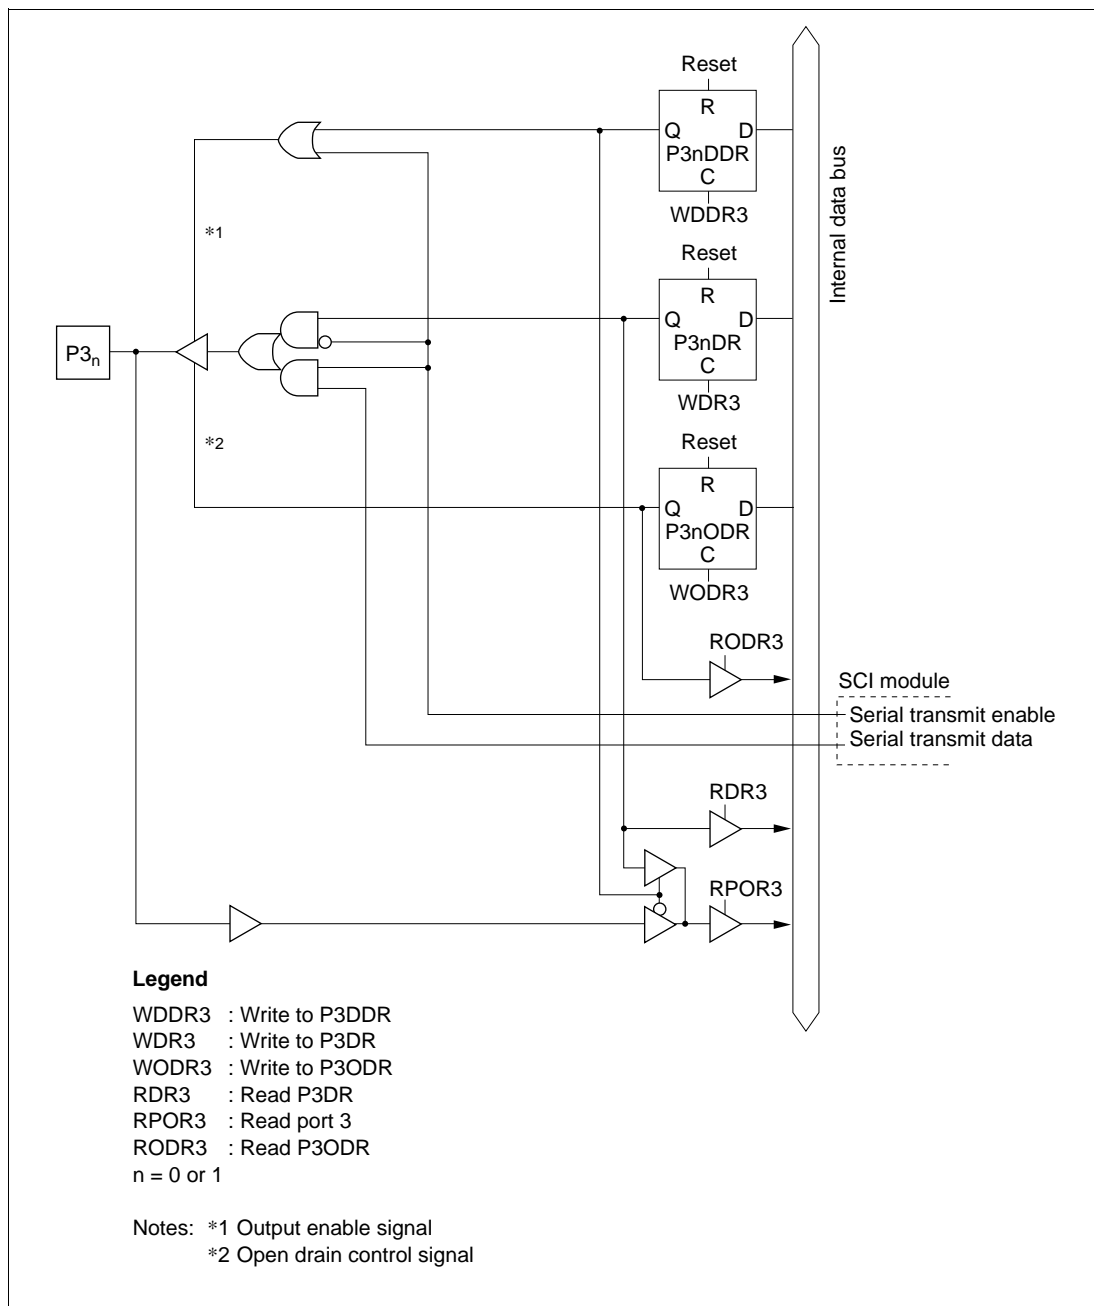 Reset
R
Q D
P3nDDR
C
WDDR3
Internal data bus
*1
Reset
R
Q D
P3nDR
C
WDR3
P3n
*2
Reset
R
Q D
P3nODR
C
WODR3
RODR3
SCI module
Serial transmit enable
Serial transmit data
RDR3
RPOR3
Legend
WDDR3 : Write to P3DDR
WDR3 : Write to P3DR
WODR3 : Write to P3ODR
RDR3 : Read P3DR
RPOR3 : Read port 3
RODR3 : Read P3ODR
n = 0 or 1
Notes: *1 Output enable signal
*2 Open drain control signal